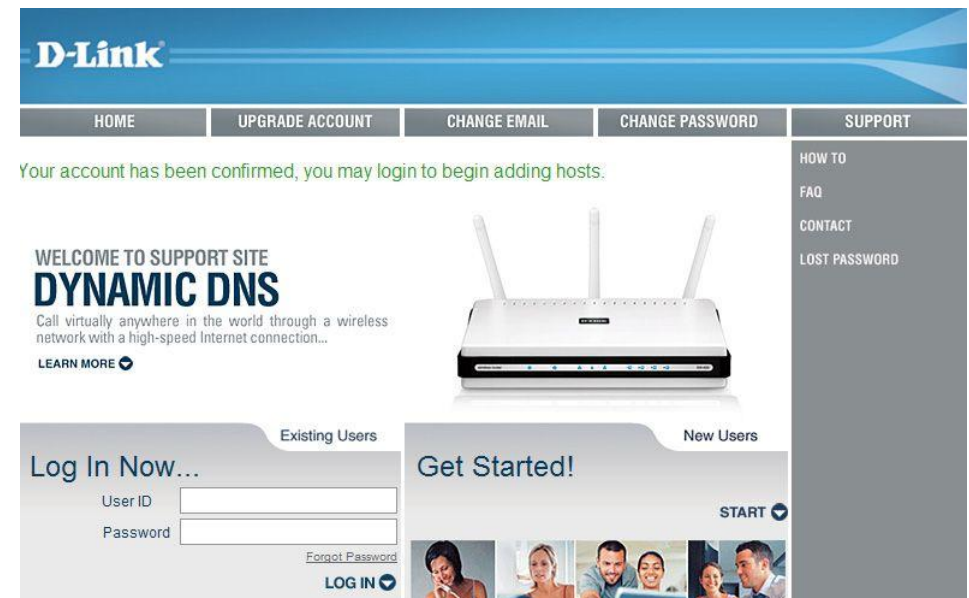 D-Link
HOME
UPGRADE ACCOUNT
CHANGE EMAIL
CHANGE PASSWORD
SUPPORT
Your account has been confirmed, you may login to begin adding hosts.
HOW TO
FAQ
CONTACT
LOST PASSWORD
WELCOME TO SUPPORT SITE
DYNAMIC DNS
Call virtually anywhere in the world through a wireless
network with a high-speed Internet connection...
LEARN MORE
Existing Users
Log In Now...
User ID
Password
Forgot Password
LOG IN
New Users
Get Started!
START